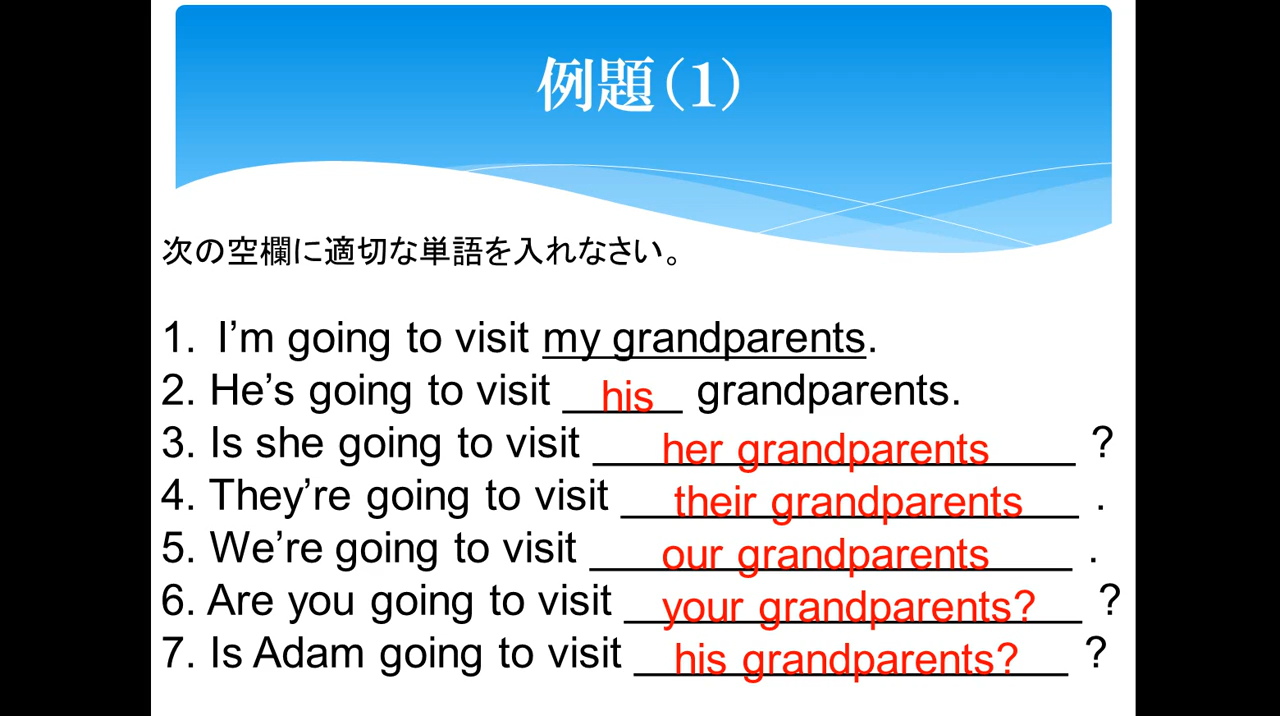 例題(1)
次の空欄に適切な単語を入れなさい。
1. I'm going to visit my grandparents.
2. He's going to visit his grandparents.
3. Is she going to visit her grandparents ?
4. They're going to visit their grandparents .
5. We're going to visit our grandparents .
6. Are you going to visit your grandparents? ?
7. Is Adam going to visit his grandparents? ?